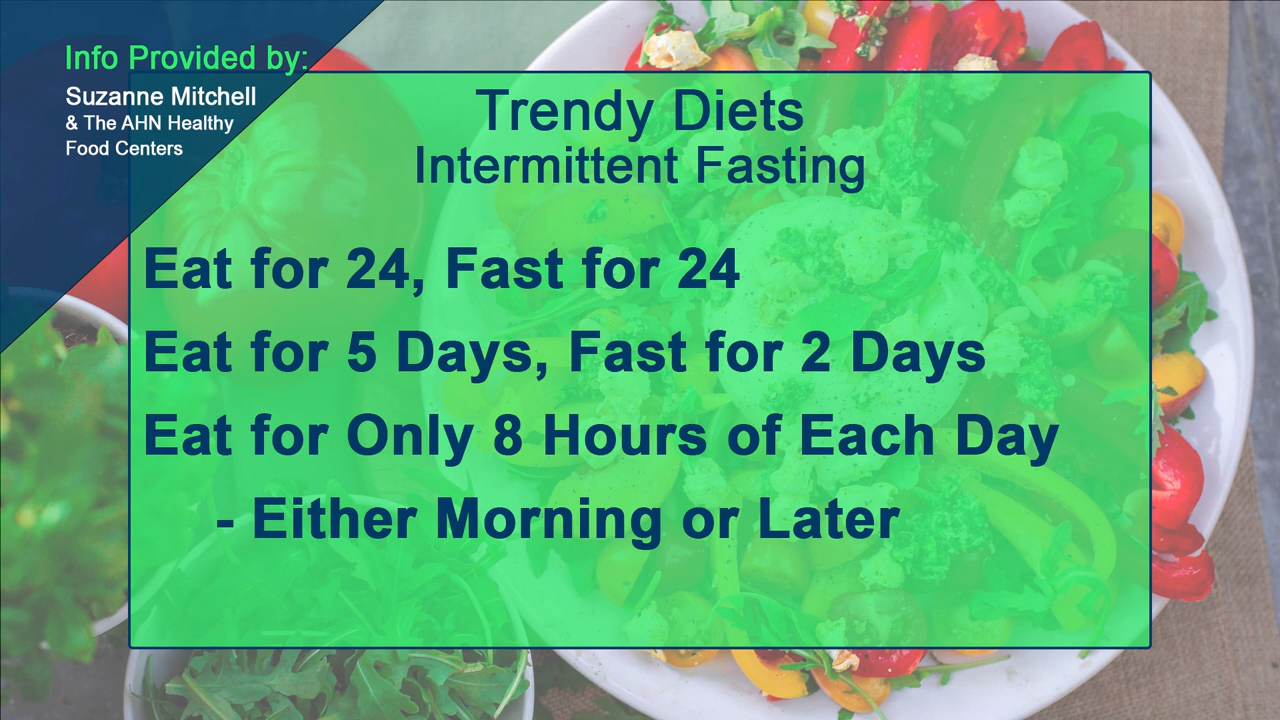 Info Provided by:
Suzanne Mitchell
& The AHN Healthy
Food Centers
Trendy Diets
Intermittent Fasting
Eat for 24, Fast for 24
Eat for 5 Days, Fast for 2 Days
Eat for Only 8 Hours of Each Day
- Either Morning or Later